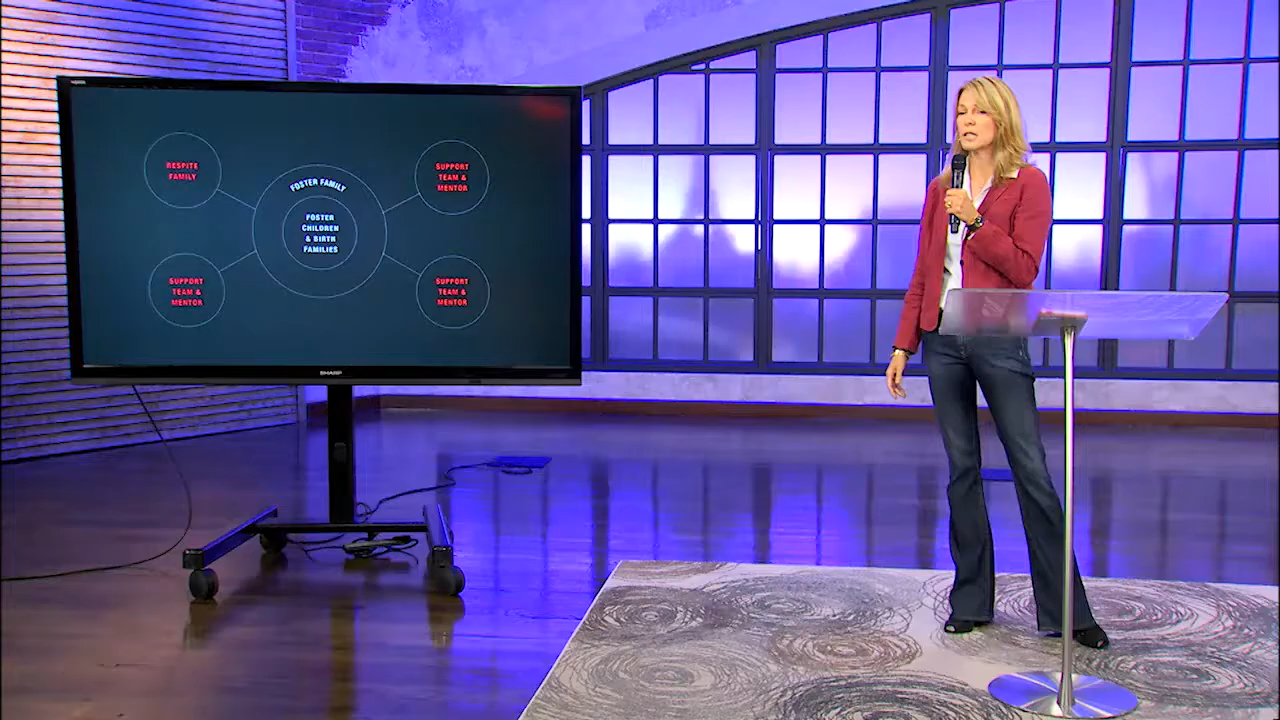 RESPITE
FAMILY
FOSTER FAMILY
FOSTER
CHILDREN
& BIRTH
FAMILIES
SUPPORT
TEAM &
MENTOR
SUPPORT
TEAM &
MENTOR
SUPPORT
TEAM &
MENTOR
SHARP